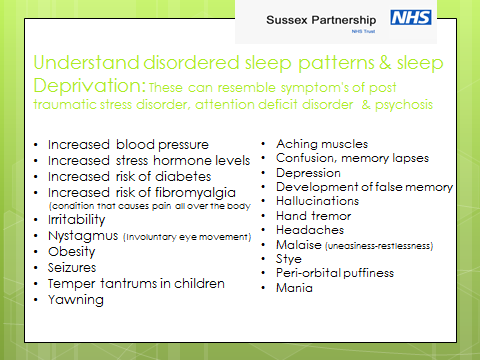 Sussex Partnership NHS
NHS Trust
Understand disordered sleep patterns & sleep
Deprivation: These can resemble symptom's of post
traumatic stress disorder, attention deficit disorder & psychosis
• Increased blood pressure
• Increased stress hormone levels
• Increased risk of diabetes
• Increased risk of fibromyalgia
(condition that causes pain all over the body
• Irritability
• Nystagmus (Involuntary eye movement)
• Obesity
• Seizures
• Temper tantrums in children
• Yawning
• Aching muscles
• Confusion, memory lapses
• Depression
• Development of false memory
• Hallucinations
• Hand tremor
• Headaches
• Malaise (uneasiness-restlessness)
• Stye
• Peri-orbital puffiness
• Mania